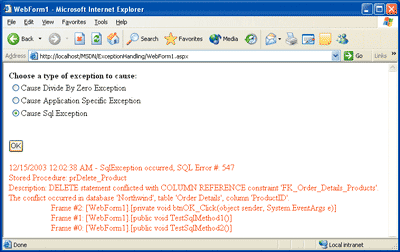 WebForm1 - Microsoft Internet Explorer
File Edit View Favorites Tools Help
Back Search Favorites Media
Address http://localhost/MSDN/ExceptionHandling/WebForm1.aspx Go Links
Choose a type of exception to cause:
Cause Divide By Zero Exception
Cause Application Specific Exception
Cause Sql Exception
OK
12/15/2003 12:02:38 AM - SqlException occurred, SQL Error #: 547
Stored Procedure: prDelete_Product
Description: DELETE statement conflicted with COLUMN REFERENCE constraint 'FK_Order_Details_Products'.
The conflict occurred in database 'Northwind', table 'Order Details', column 'ProductID'.
Frame #2: [WebForm1] [private void btnOK_Click(object sender, System.EventArgs e)]
Frame #1: [WebForm1] [public void TestSqlMethod1()]
Frame #0: [WebForm1] [public void TestSqlMethod2()]
Done Local intranet